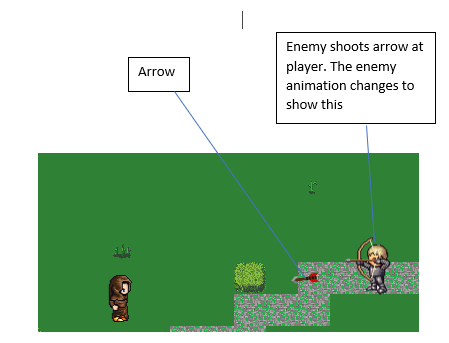 Enemy shoots arrow at
player. The enemy
animation changes to
show this
Arrow